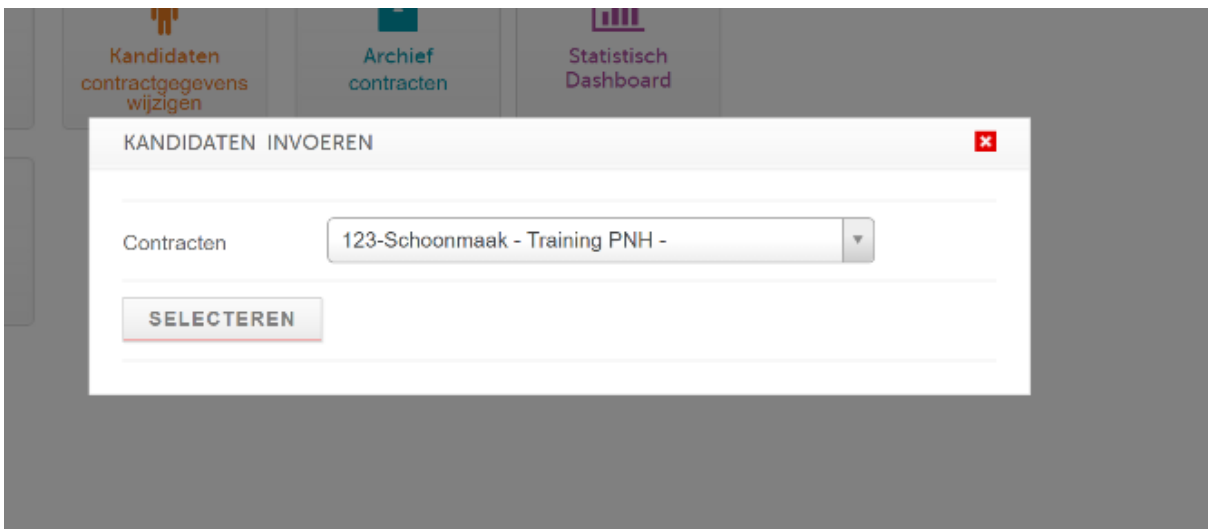 Kandidaten
contractgegevens
wijzigen
Archief
contracten
Statistisch
Dashboard
KANDIDATEN INVOEREN
Contracten
123-Schoonmaak - Training PNH -
SELECTEREN